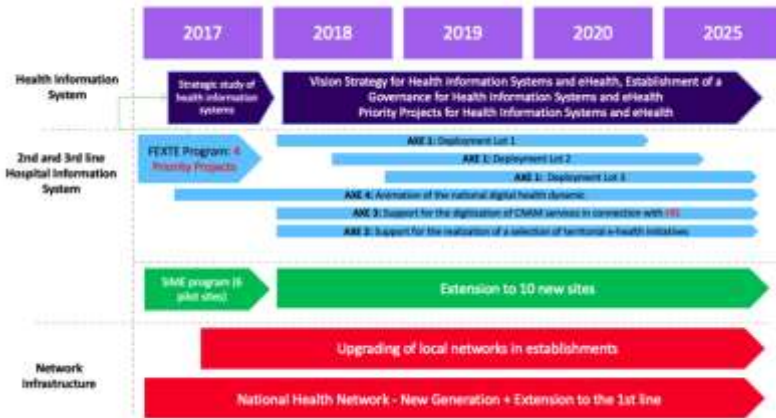 2017
2018
2019
2020
2025
Health Information
System
Strategic study of
health information
systems
Vision Strategy for Health Information Systems and eHealth, Establishment of a
Governance for Health Information Systems and eHealth
Priority Projects for Health Information Systems and eHealth
2nd and 3rd line
Hospital Information
System
FEXTE Program: 4
Priority Projects
AXE 1: Deployment Lot 1
AXE 1: Deployment Lot 2
AXE 1: Deployment Lot 3
AXE 4: Animation of the national digital health dynamic
AXE 3: Support for the digitization of CNAM services in connection with
AXE 2: Support for the realization of a selection of territorial e-health initiatives
SIME program (6
pilot sites)
Extension to 10 new sites
Network
Infrastructure
Upgrading of local networks in establishments
National Health Network - New Generation + Extension to the 1st line